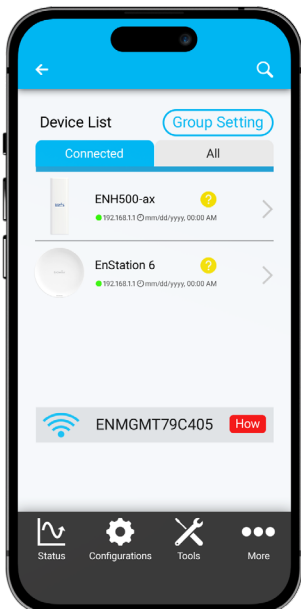 Device List
Group Setting
Connected
All
ENH500-ax
?
192.168.1.1 mm/dd/yyyy, 00:00 AM
EnStation 6
?
192.168.1.1 mm/dd/yyyy, 00:00 AM
ENMGMT79C405
How
Status
Configurations
Tools
More